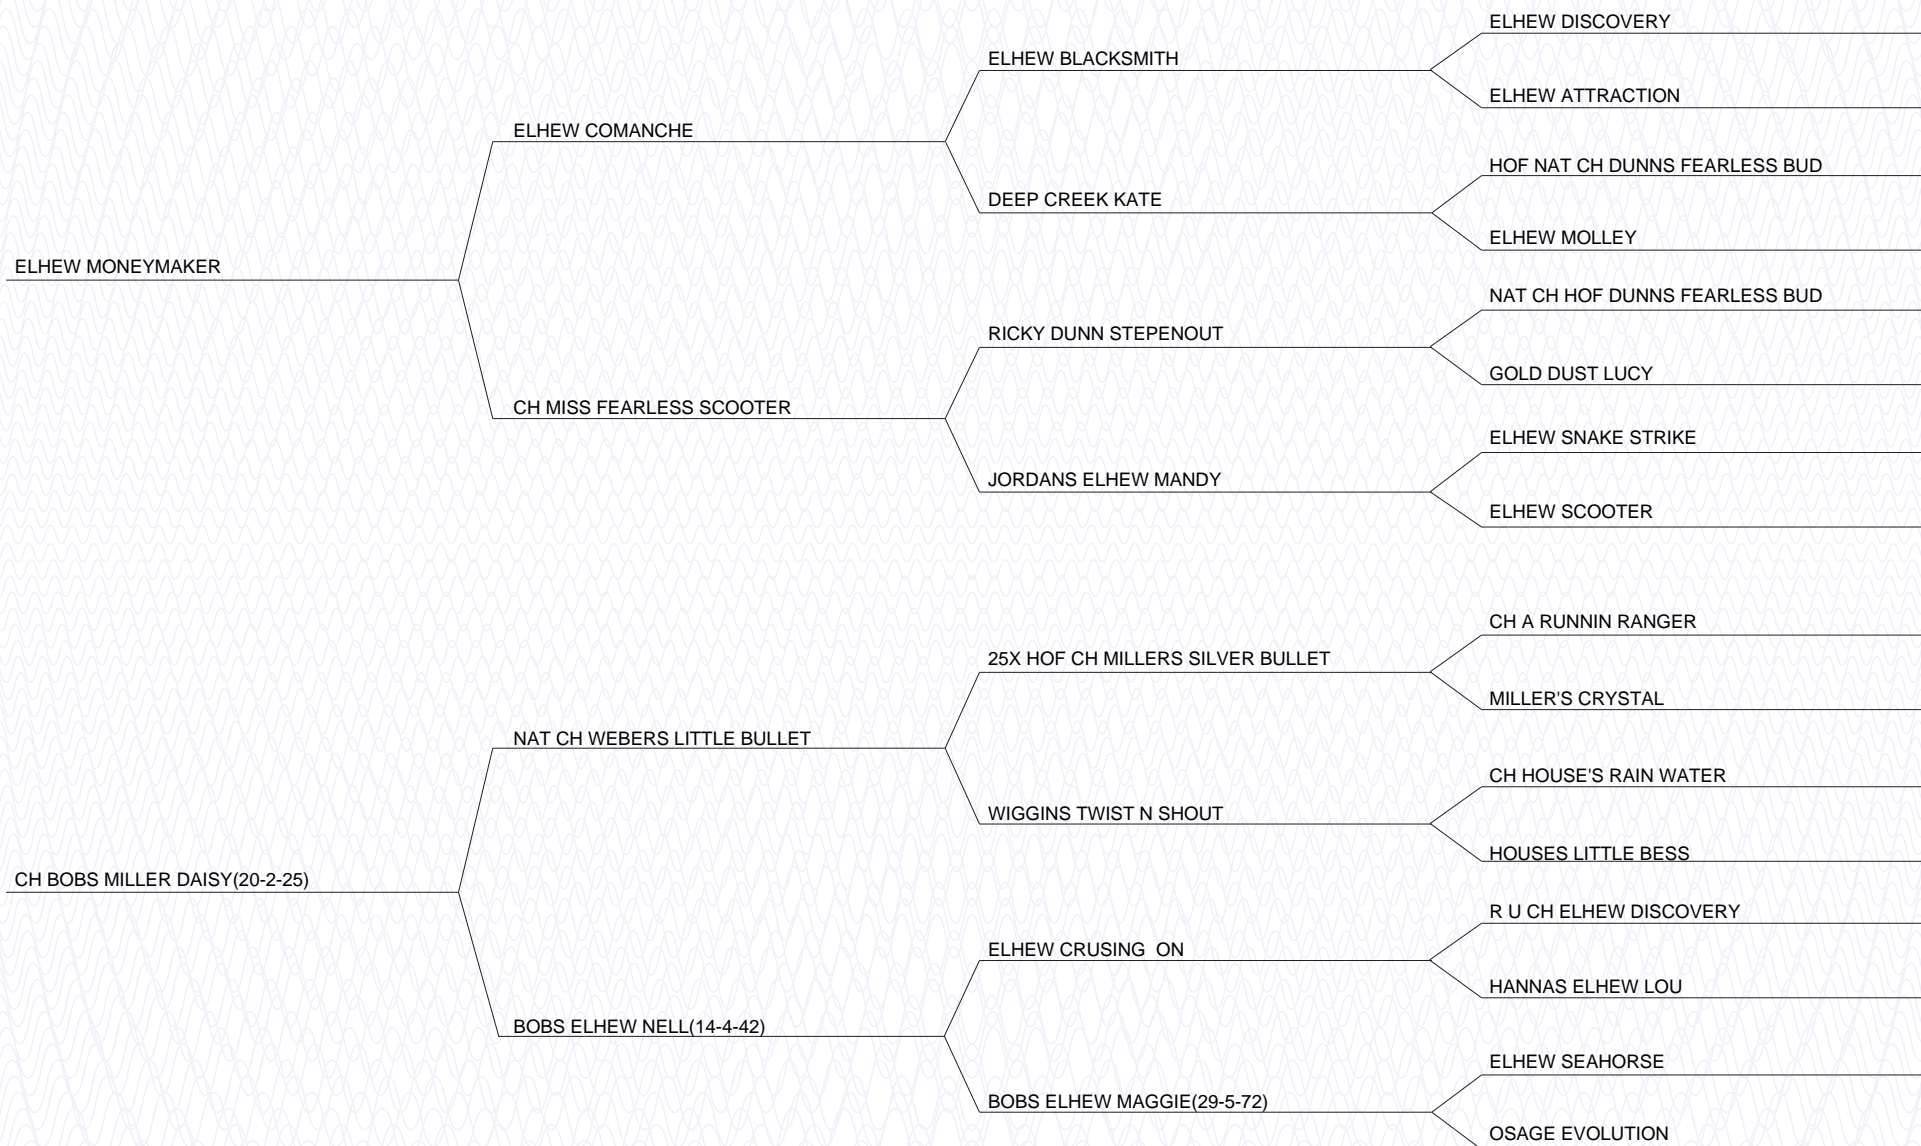 ELHEW DISCOVERY
ELHEW BLACKSMITH
ELHEW ATTRACTION
ELHEW COMANCHE
HOF NAT CH DUNNS FEARLESS BUD
DEEP CREEK KATE
ELHEW MOLLEY
ELHEW MONEYMAKER
NAT CH HOF DUNNS FEARLESS BUD
RICKY DUNN STEPENOUT
GOLD DUST LUCY
CH MISS FEARLESS SCOOTER
ELHEW SNAKE STRIKE
JORDANS ELHEW MANDY
ELHEW SCOOTER
CH A RUNNIN RANGER
25X HOF CH MILLERS SILVER BULLET
MILLER'S CRYSTAL
NAT CH WEBERS LITTLE BULLET
CH HOUSE'S RAIN WATER
WIGGINS TWIST N SHOUT
HOUSES LITTLE BESS
CH BOBS MILLER DAISY(20-2-25)
R U CH ELHEW DISCOVERY
ELHEW CRUSING  ON
HANNAS ELHEW LOU
BOBS ELHEW NELL(14-4-42)
ELHEW SEAHORSE
BOBS ELHEW MAGGIE(29-5-72)
OSAGE EVOLUTION